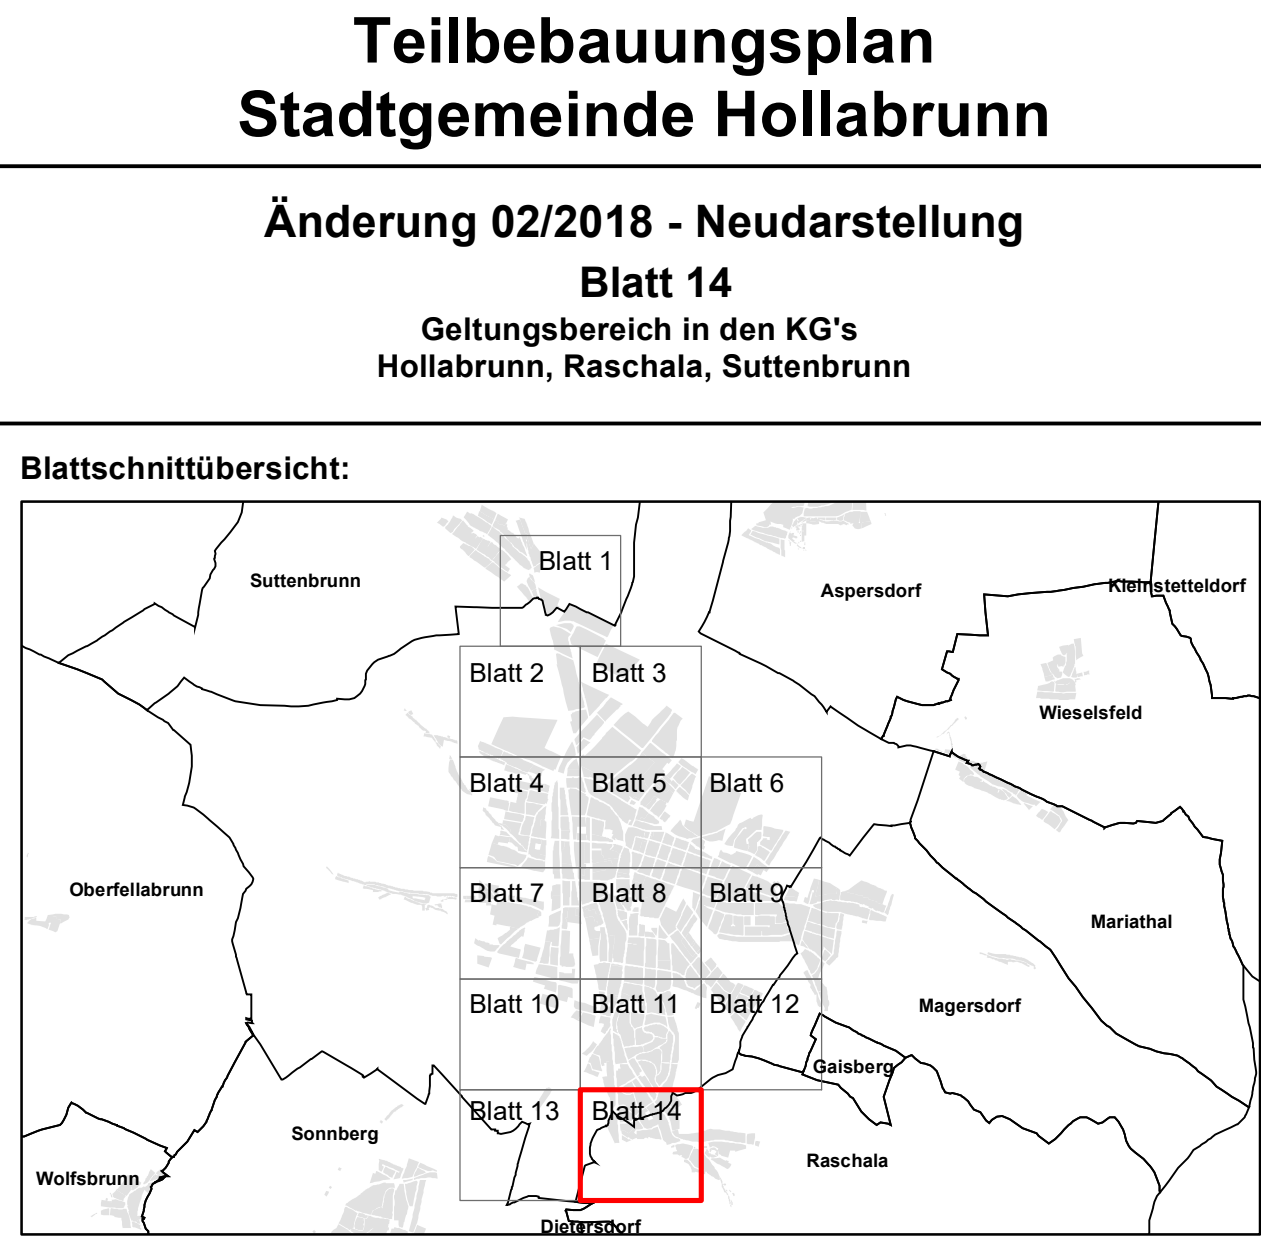 Teilbebauungsplan
Stadtgemeinde Hollabrunn
Änderung 02/2018 - Neudarstellung
Blatt 14
Geltungsbereich in den KG's
Hollabrunn, Raschala, Suttenbrunn
Blattschnittübersicht:
Blatt 1
Suttenbrunn
Aspersdorf
Kleinstetteldorf
Blatt 2
Blatt 3
Wieselsfeld
Blatt 4
Blatt 5
Blatt 6
Oberfellabrunn
Blatt 7
Blatt 8
Blatt 9
Mariathal
Blatt 10
Blatt 11
Blatt 12
Magersdorf
Gaisberg
Blatt 13
Blatt 14
Sonnberg
Raschala
Wolfsbrunn
Dietersdorf